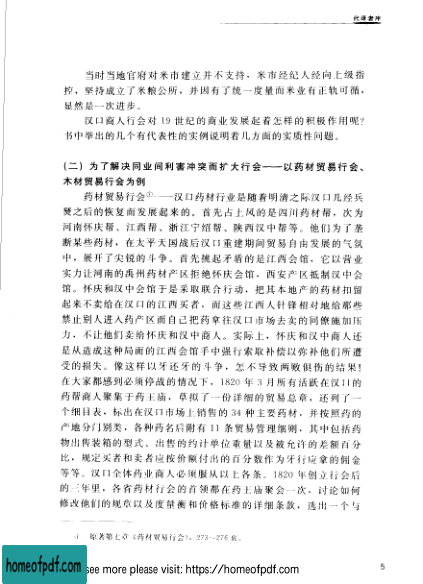 代译者序
当时当地官府对米市建立并不支持，米市经纪人经向上级指
控，坚持成立了米粮公所，并因有了统一度量而米业有正轨可循，
显然是一次进步。
汉口商人行会对 19 世纪的商业发展起着怎样的积极作用呢？
书中举出的几个有代表性的实例说明着几方面的实质性问题。
(二) 为了解决同业间利害冲突而扩大行会——以药材贸易行会、
木材贸易行会为例
药材贸易行会①——汉口药材行业是随着明清之际汉口几经兵
燹之后的恢复而发展起来的。首先占上风的是四川药材帮，次为
河南怀庆帮、江西帮、浙江宁绍帮、陕西汉中帮等。他们为了垄
断某些药材，在太平天国战后汉口重建期间贸易自由发展的气氛
中，展开了尖锐的斗争。首先挑起矛盾的是江西会馆，它以营业
实力让河南的禹州药材产区拒绝怀庆会馆，西安产区抵制汉中会
馆。怀庆和汉中会馆于是采取联合行动，把其本地产的药材扣留
起来不卖给在汉口的江西买者，而这些江西人针锋相对地给那些
禁止别人进入药产区而自己把药拿往汉口市场去卖的同僚施加压
力，不让他们卖给怀庆和汉中商人。实际上，怀庆和汉中商人还
是从造成这种局面的江西会馆手中强行索取补偿以弥补他们所遭
受的损失。像这样以牙还牙的斗争，怎不导致两败俱伤的结果！
在大家都感到必须停战的情况下，1820 年 3 月所有活跃在汉口的
药帮商人聚集于药王庙，草拟了一份详细的贸易总章。还列了一
个细目表，标出在汉口市场上销售的 34 种主要药材，并按照药的
产地分门别类，各种药名后附有 11 条贸易管理细则，其中包括药
物出售装箱的型式、出售的约计单位重量以及被允许的差额百分
比，规定买者和卖者应按价额付出的百分数作为牙行应拿的佣金
等等。汉口全体药业商人必须服从以上各条。1820 年创立行会后
的三年里，各省药材行会的首领都在药王庙聚会一次，讨论如何
修改他们的规章以及度量衡和价格标准的详细条款，选出一个与
① 原著第七章《药材贸易行会》，273—276 页。
5
homeofpdf.com
see more please visit: https://homeofpdf.com